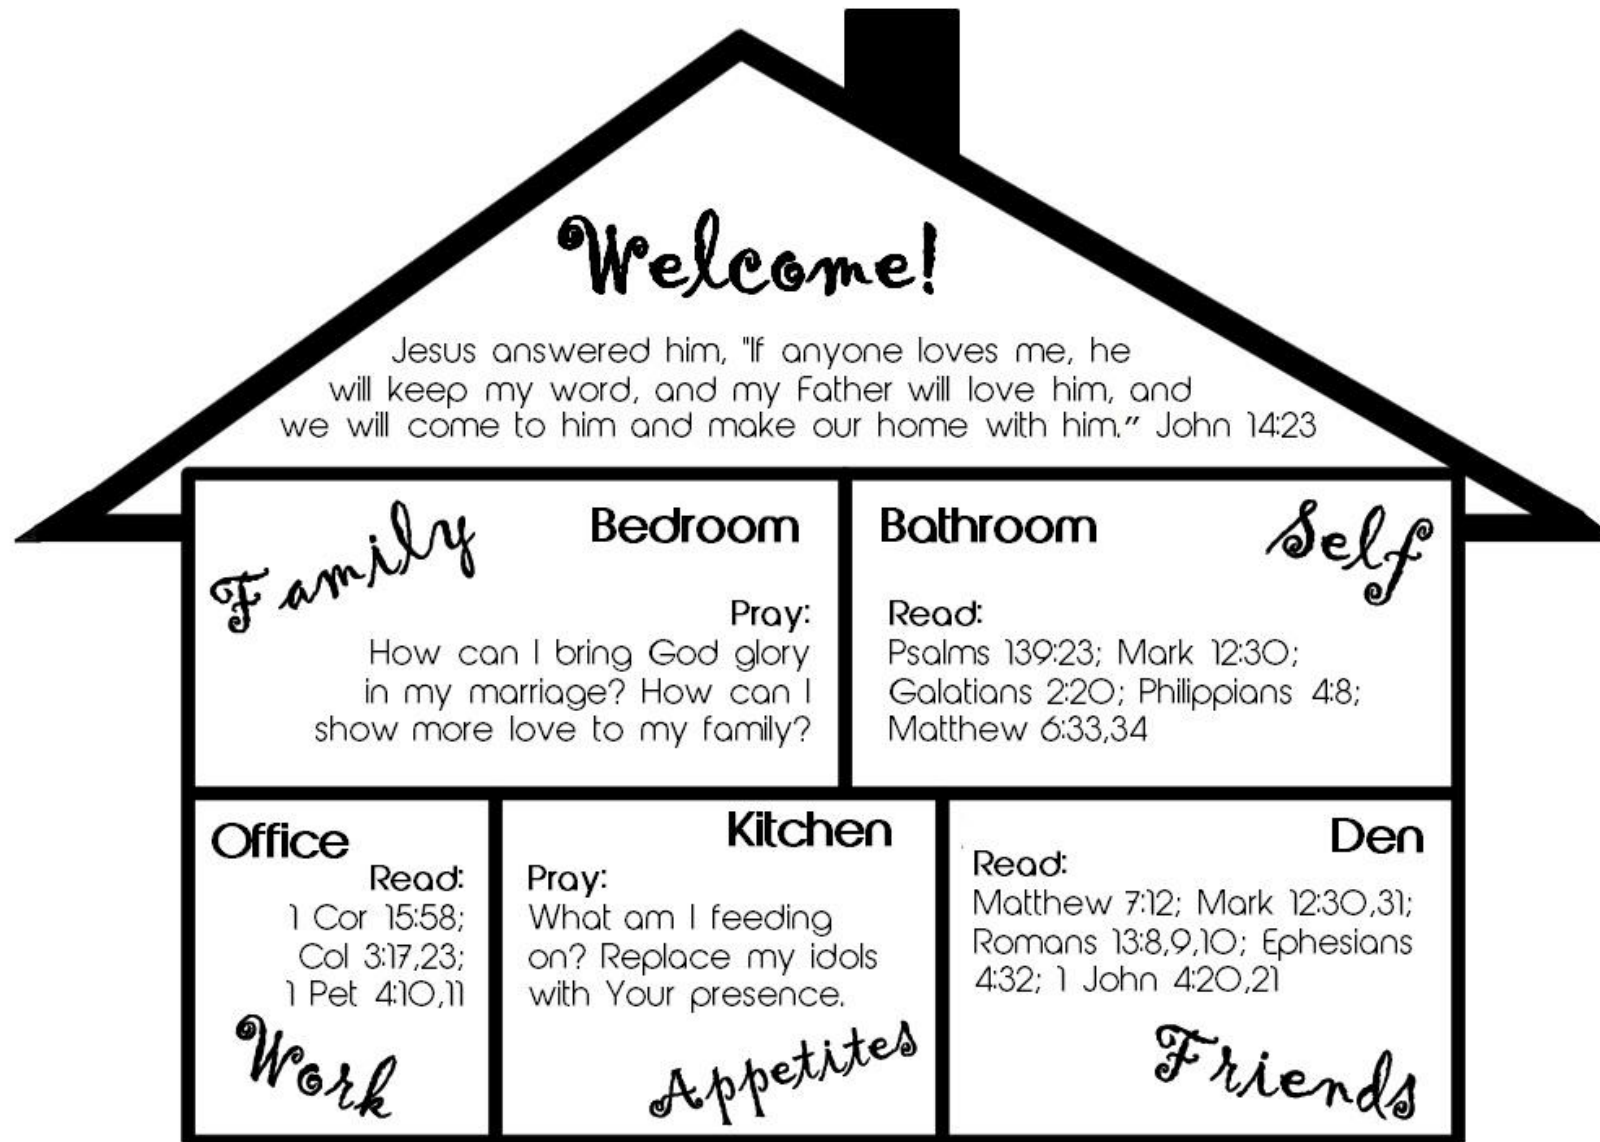 Welcome!
Jesus answered him, "If anyone loves me, he
will keep my word, and my Father will love him, and
we will come to him and make our home with him.” John 14:23
Family
Bedroom
Pray:
How can I bring God glory
in my marriage? How can I
show more love to my family?
Bathroom
Self
Read:
Psalms 139:23; Mark 12:30;
Galatians 2:20; Philippians 4:8;
Matthew 6:33,34
Office
Read:
1 Cor 15:58;
Col 3:17,23;
1 Pet 4:10,11
Work
Kitchen
Pray:
What am I feeding
on? Replace my idols
with Your presence.
Appetites
Den
Read:
Matthew 7:12; Mark 12:30,31;
Romans 13:8,9,10; Ephesians
4:32; 1 John 4:20,21
Friends